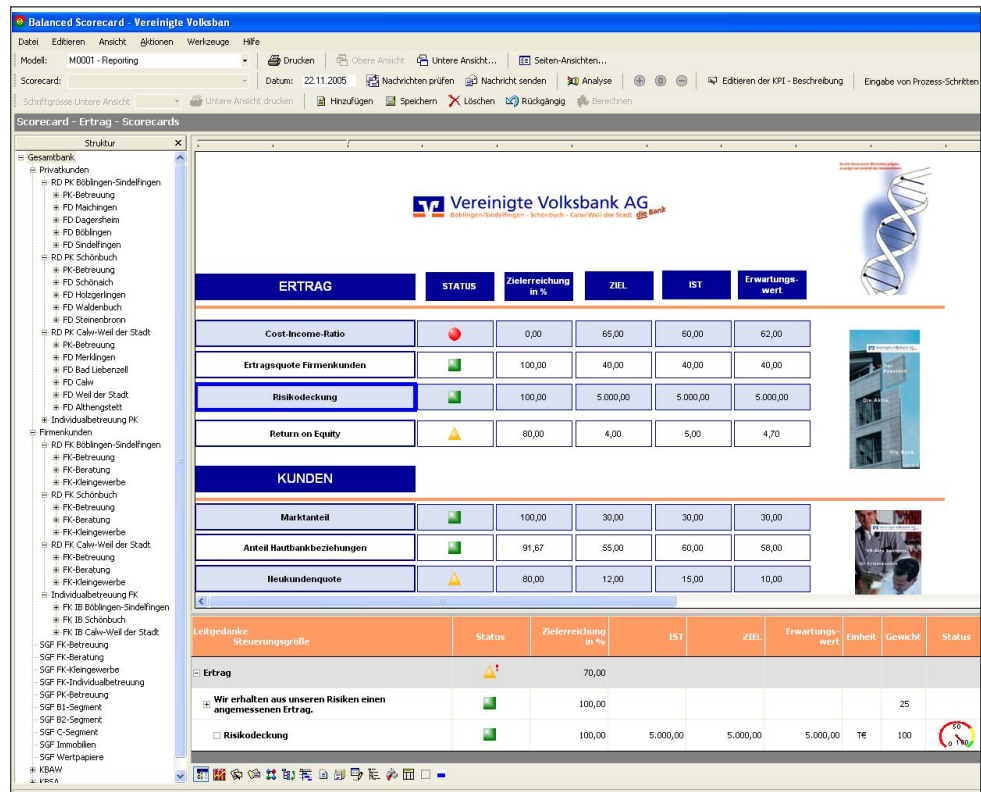 Balanced Scorecard - Vereinigte Volksban
Datei Editieren Ansicht Aktionen Werkzeuge Hilfe
Modell: M0001 - Reporting Drucken Obere Ansicht Untere Ansicht... Seiten-Ansichten...
Scorecard: Datum: 22.11.2005 Nachrichten prüfen Nachricht senden Analyse Editieren der KPI - Beschreibung Eingabe von Prozess-Schritten
Schriftgrösse Untere Ansicht Untere Ansicht drucken Hinzufügen Speichern Löschen Rückgängig Berechnen
Scorecard - Ertrag - Scorecards
Struktur
Gesamtbank
Privatkunden
RD PK Böblingen-Sindelfingen
PK-Betreuung
FD Maichingen
FD Dagersheim
FD Böblingen
FD Sindelfingen
RD PK Schönbuch
PK-Betreuung
FD Schönaich
FD Holzgerlingen
FD Waldenbuch
FD Steinenbronn
RD PK Calw-Weil der Stadt
PK-Betreuung
FD Merklingen
FD Bad Liebenzell
FD Calw
FD Weil der Stadt
FD Althengstett
Individualbetreuung PK
Firmenkunden
RD FK Böblingen-Sindelfingen
FK-Betreuung
FK-Beratung
FK-Kleingewerbe
RD FK Schönbuch
FK-Betreuung
FK-Beratung
FK-Kleingewerbe
RD FK Calw-Weil der Stadt
FK-Betreuung
FK-Beratung
FK-Kleingewerbe
Individualbetreuung FK
FK IB Böblingen-Sindelfingen
FK IB Schönbuch
FK IB Calw-Weil der Stadt
SGF FK-Betreuung
SGF FK-Beratung
SGF FK-Kleingewerbe
SGF FK-Individualbetreuung
SGF PK-Betreuung
SGF B1-Segment
SGF B2-Segment
SGF C-Segment
SGF Immobilien
SGF Wertpapiere
KBAW
KBSA
Vereinigte Volksbank AG
Böblingen/Sindelfingen - Schönbuch - Calw/Weil der Stadt die Bank
ERTRAG STATUS Zielerreichung in % ZIEL IST Erwartungs-wert
Cost-Income-Ratio 0,00 65,00 60,00 62,00
Ertragsquote Firmenkunden 100,00 40,00 40,00 40,00
Risikodeckung 100,00 5.000,00 5.000,00 5.000,00
Return on Equity 80,00 4,00 5,00 4,70
KUNDEN
Marktanteil 100,00 30,00 30,00 30,00
Anteil Hautbankbeziehungen 91,67 55,00 60,00 58,00
Neukundenquote 80,00 12,00 15,00 10,00
Der
Baustein
Die Aktie
Die Bank
Leitgedanke
Steuerungsgröße Status Zielerreichung in % IST ZIEL Erwartungs-wert Einheit Gewicht Status
Ertrag 70,00
Wir erhalten aus unseren Risiken einen
angemessenen Ertrag. 100,00 25
Risikodeckung 100,00 5.000,00 5.000,00 5.000,00 T€ 100
50
0 100